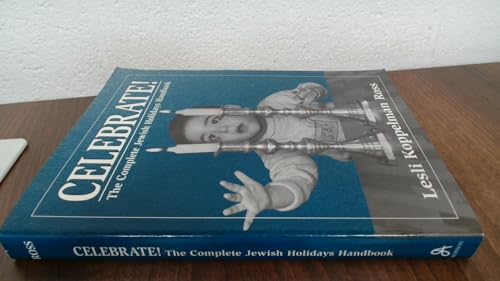 CELEBRATE!
The Complete Jewish Holidays Handbook
Lesli Koppelman Ross
ROSS CELEBRATE! The Complete Jewish Holidays Handbook